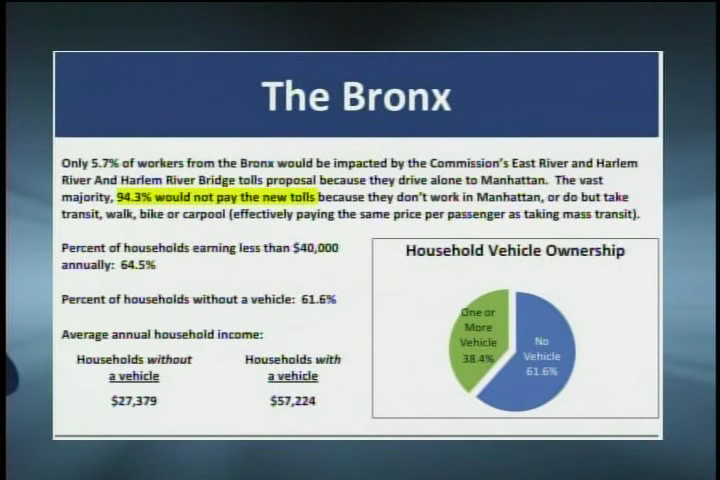 The Bronx
Only 5.7% of workers from the Bronx would be impacted by the Commission's East River and Harlem
River And Harlem River Bridge tolls proposal because they drive alone to Manhattan. The vast
majority, 94.3% would not pay the new tolls because they don't work in Manhattan, or do but take
transit, walk, bike or carpool (effectively paying the same price per passenger as taking mass transit).
Percent of households earning less than $40,000
annually: 64.5%
Percent of households without a vehicle: 61.6%
Average annual household income:
Households without
a vehicle
$27,379
Households with
a vehicle
$57,224
Household Vehicle Ownership
One or
More
Vehicle
38.4%
No
Vehicle
61.6%